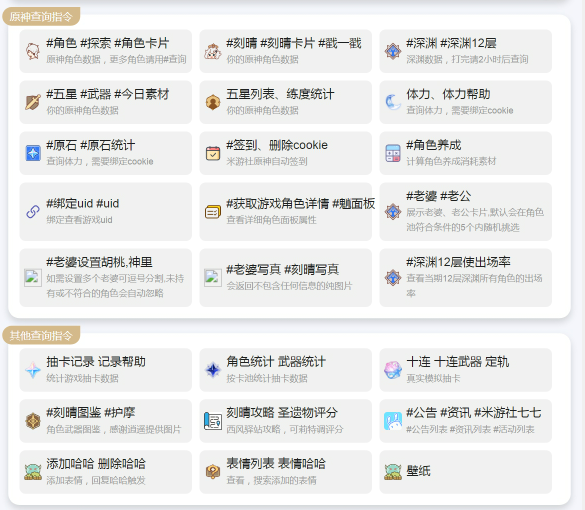 原神查询指令
#角色 #探索 #角色卡片
原神角色数据，更多角色请用#查询
#刻晴 #刻晴卡片 #戳一戳
你的原神角色数据
#深渊 #深渊12层
深渊数据，打完请2小时后查询
#五星 #武器 #今日素材
你的原神角色数据
五星列表、练度统计
你的原神角色数据
体力、体力帮助
查询体力，需要绑定cookie
#原石 #原石统计
查询体力，需要绑定cookie
#签到、删除cookie
米游社原神自动签到
#角色养成
计算角色养成消耗素材
#绑定uid #uid
绑定查看游戏uid
#获取游戏角色详情 #魈面板
查看详细角色面板属性
#老婆 #老公
展示老婆、老公卡片,默认会在角色
池符合条件的5个内随机挑选
#老婆设置胡桃,神里
如需设置多个老婆可逗号分割,未持
有或不符合的角色会自动忽略
#老婆写真 #刻晴写真
会返回不包含任何信息的纯图片
#深渊12层使出场率
查看当期12层深渊所有角色的出场
率
其他查询指令
抽卡记录 记录帮助
统计游戏抽卡数据
角色统计 武器统计
按卡池统计抽卡数据
十连 十连武器 定轨
真实模拟抽卡
#刻晴图鉴 #护摩
角色武器图鉴，感谢逍遥提供图片
刻晴攻略 圣遗物评分
西风驿站攻略，可莉特调评分
#公告 #资讯 #米游社七七
#公告列表 #资讯列表 #活动列表
添加哈哈 删除哈哈
添加表情，回复哈哈触发
表情列表 表情哈哈
查看，搜索添加的表情
壁纸